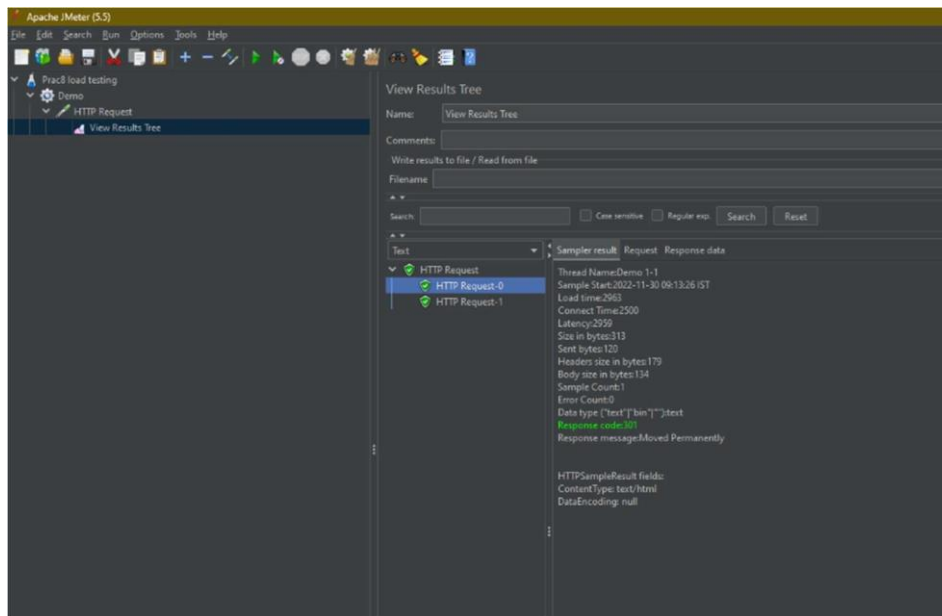 Apache JMeter (5.5)
File Edit Search Run Options Tools Help
Prac8 load testing
Demo
HTTP Request
View Results Tree
View Results Tree
Name: View Results Tree
Comments:
Write results to file / Read from file
Filename
Search: Case sensitive Regular exp. Search Reset
Text
HTTP Request
HTTP Request-0
HTTP Request-1
Sampler result Request Response data
Thread Name:Demo 1-1
Sample Start:2022-11-30 09:13:26 IST
Load time:2963
Connect Time:2500
Latency:2959
Size in bytes:313
Sent bytes:120
Headers size in bytes:179
Body size in bytes:134
Sample Count:1
Error Count:0
Data type ("text"|"bin"|""):text
Response code:301
Response message:Moved Permanently
HTTPSampleResult fields:
ContentType: text/html
DataEncoding: null